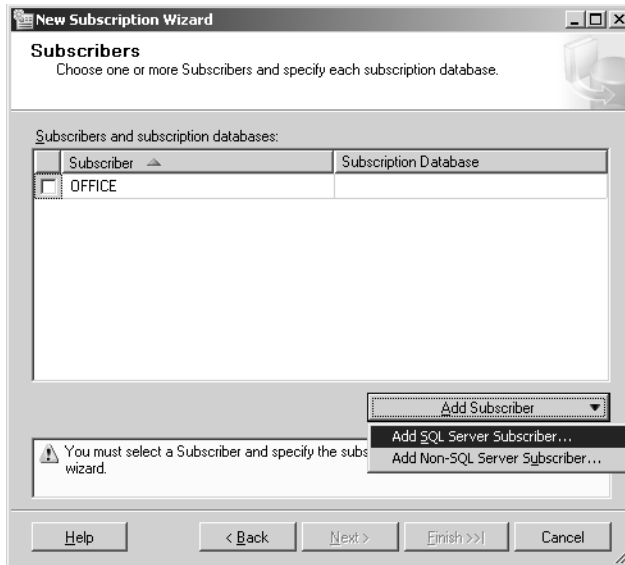 New Subscription Wizard
Subscribers
Choose one or more Subscribers and specify each subscription database.
Subscribers and subscription databases:
Subscriber Subscription Database
OFFICE
Add Subscriber
Add SQL Server Subscriber...
Add Non-SQL Server Subscriber...
You must select a Subscriber and specify the subs
wizard.
Help < Back Next > Finish >>| Cancel